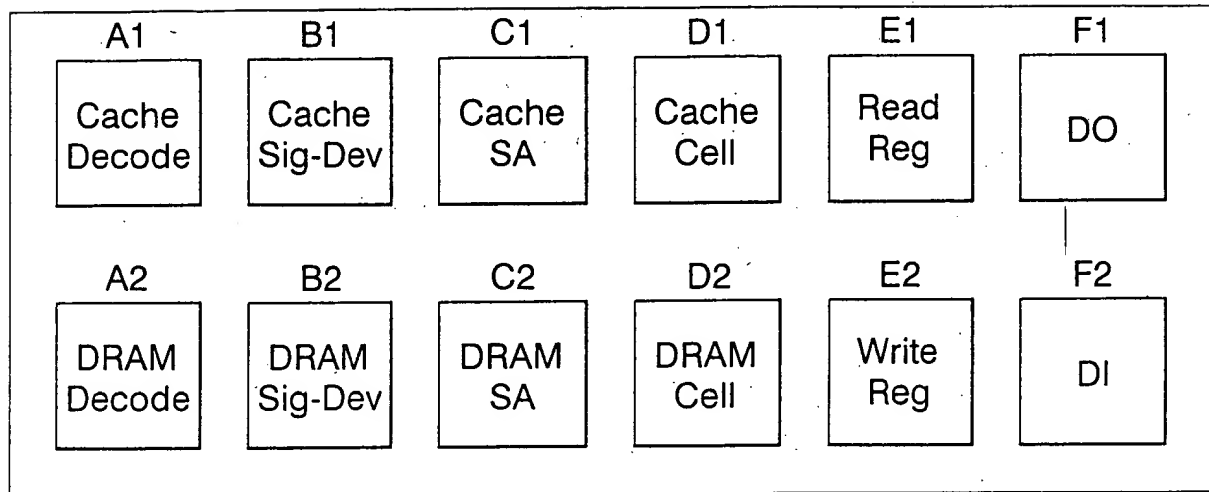 A1 B1 C1 D1 E1 F1
Cache Cache Cache Cache Read DO
Decode Sig-Dev SA Cell Reg
A2 B2 C2 D2 E2 F2
DRAM DRAM DRAM DRAM Write DI
Decode Sig-Dev SA Cell Reg